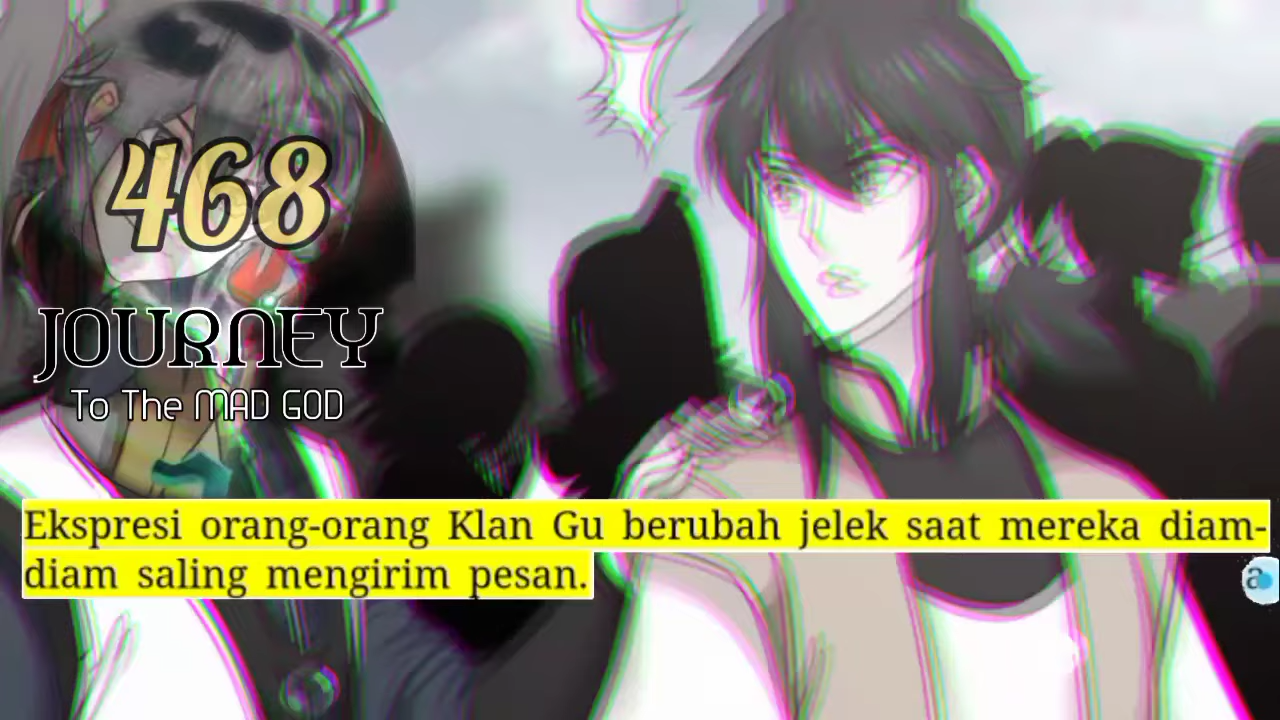 468
JOURNEY
To The MAD GOD
Ekspresi orang-orang Klan Gu berubah jelek saat mereka diam-
diam saling mengirim pesan.
a